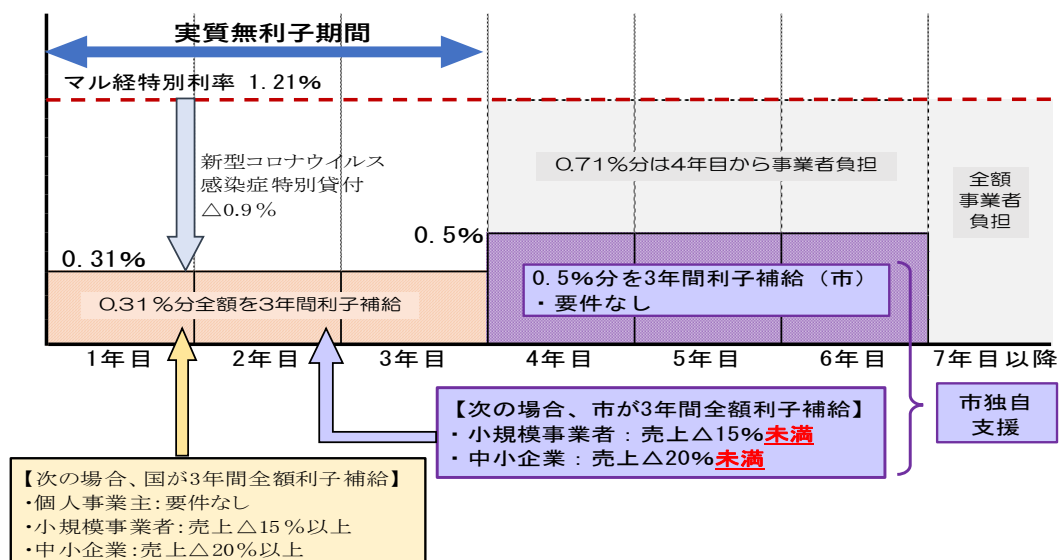 実質無利子期間
マル経特別利率 1.21%
新型コロナウイルス
感染症特別貸付
△0.9％
0.71%分は4年目から事業者負担
全額
事業者
負担
0.31%
0.5%
0.31%分全額を3年間利子補給
0.5%分を3年間利子補給（市）
・要件なし
1年目
2年目
3年目
4年目
5年目
6年目
7年目以降
【次の場合、市が3年間全額利子補給】
・小規模事業者：売上△15%未満
・中小企業：売上△20%未満
市独自
支援
【次の場合、国が3年間全額利子補給】
・個人事業主：要件なし
・小規模事業者：売上△15％以上
・中小企業：売上△20％以上